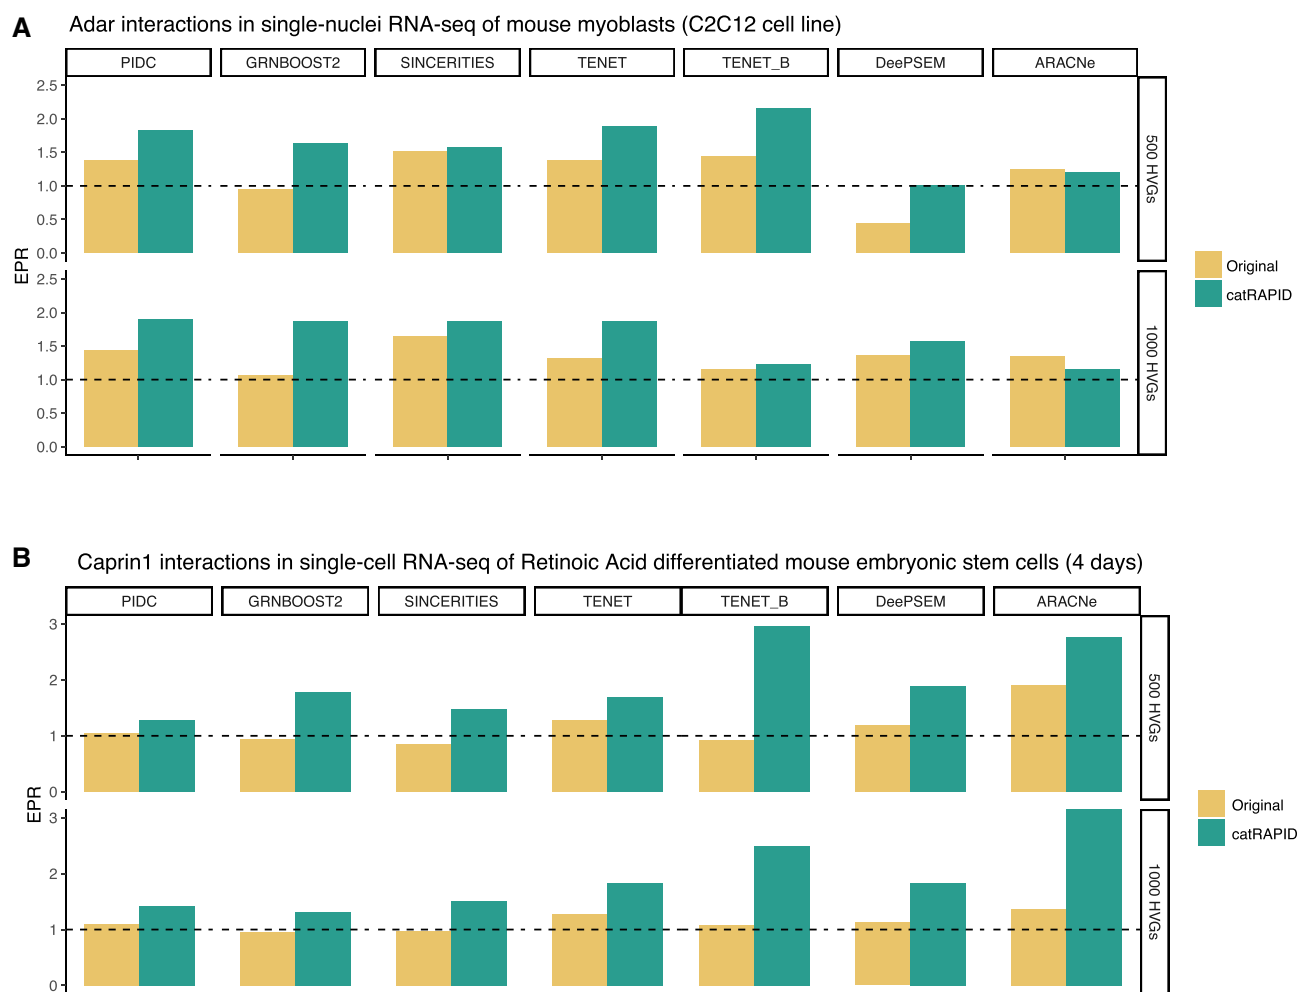 A
Adar interactions in single-nuclei RNA-seq of mouse myoblasts (C2C12 cell line)
PIDC GRNBOOST2 SINCERITIES TENET TENET_B DeePSEM ARACNe
2.5
2.0
1.5
1.0
0.5
0.0
500 HVGs
EPR
2.5
2.0
1.5
1.0
0.5
0.0
1000 HVGs
Original
catRAPID
B
Caprin1 interactions in single-cell RNA-seq of Retinoic Acid differentiated mouse embryonic stem cells (4 days)
PIDC GRNBOOST2 SINCERITIES TENET TENET_B DeePSEM ARACNe
3
2
1
0
500 HVGs
EPR
3
2
1
0
1000 HVGs
Original
catRAPID